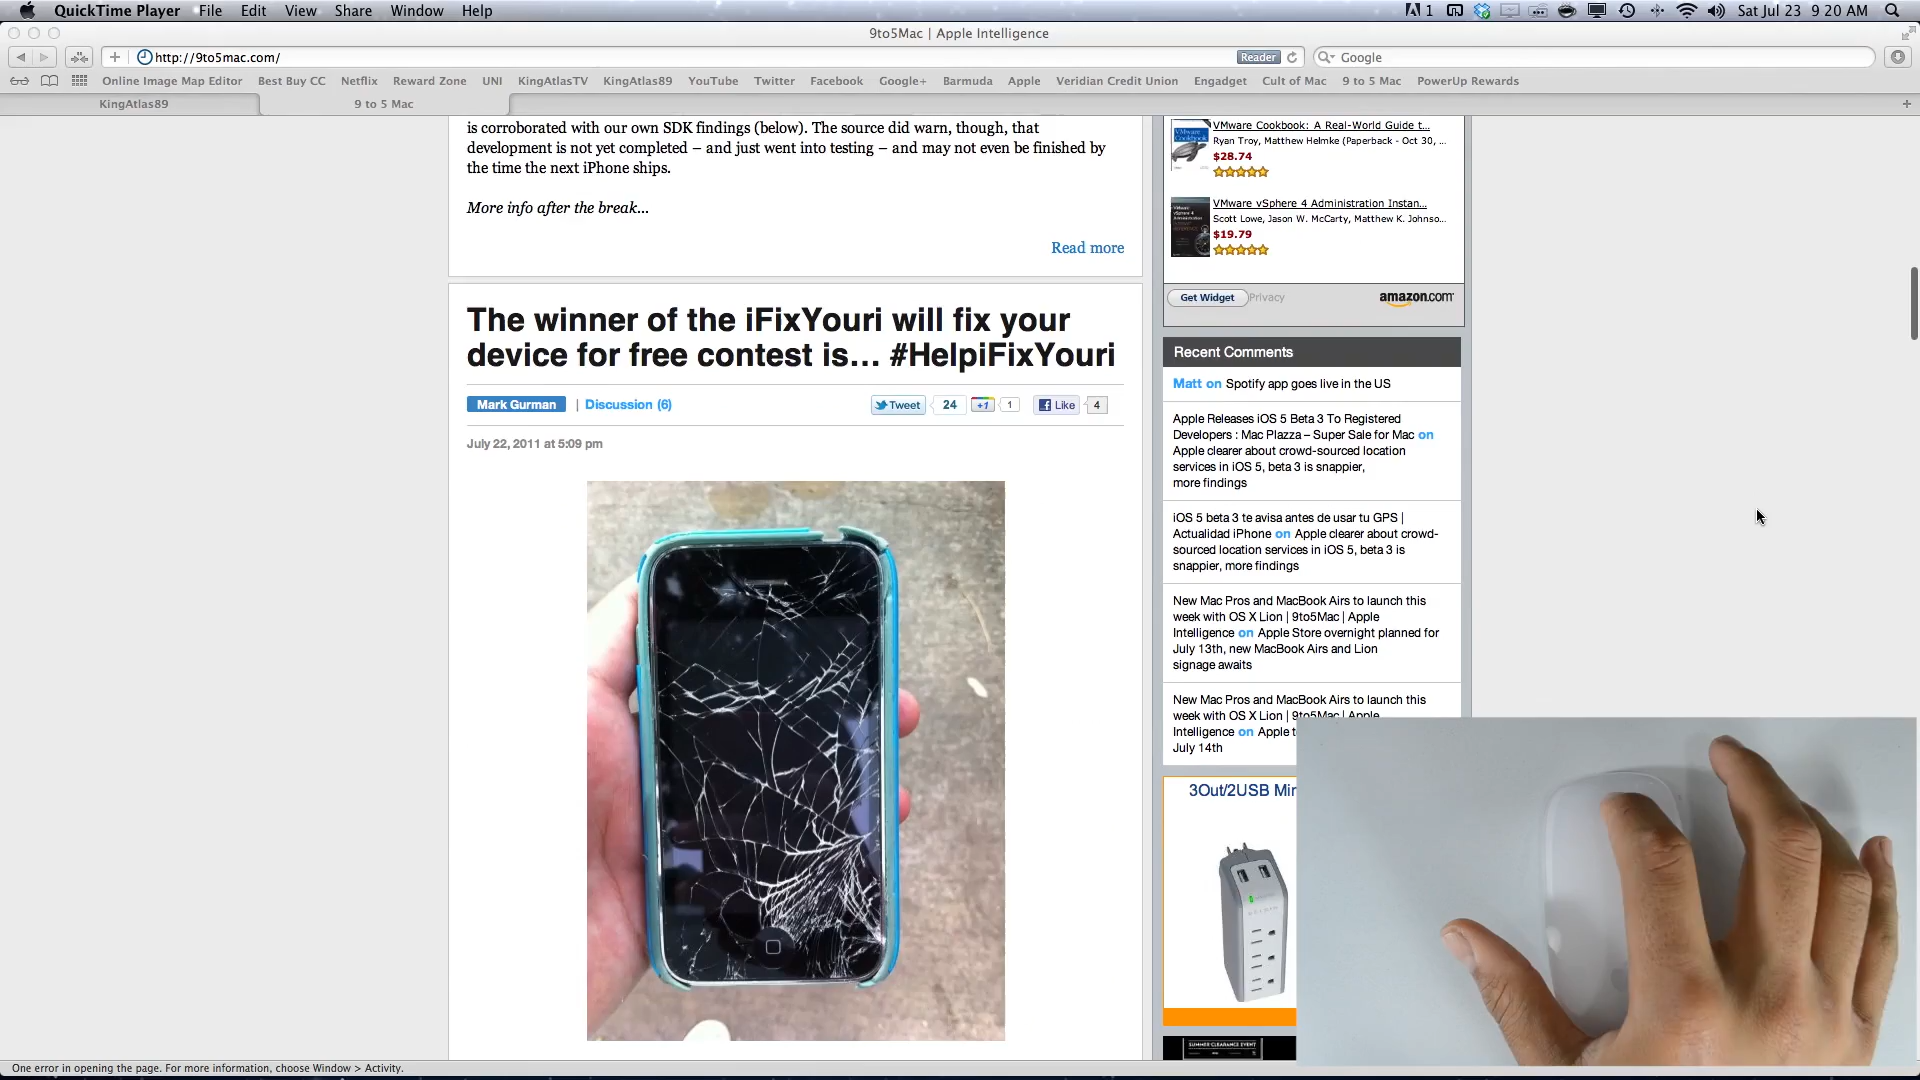 QuickTime Player File Edit View Share Window Help
1 Sat Jul 23 9:20 AM
9to5Mac | Apple Intelligence
http://9to5mac.com/ Reader Google
Online Image Map Editor Best Buy CC Netflix Reward Zone UNI KingAtlasTV KingAtlas89 YouTube Twitter Facebook Google+ Barmuda Apple Veridian Credit Union Engadget Cult of Mac 9 to 5 Mac PowerUp Rewards
KingAtlas89 9 to 5 Mac
is corroborated with our own SDK findings (below). The source did warn, though, that
development is not yet completed – and just went into testing – and may not even be finished by
the time the next iPhone ships.
More info after the break...
Read more
The winner of the iFixYouri will fix your
device for free contest is… #HelpiFixYouri
Mark Gurman | Discussion (6) Tweet 24 +1 1 Like 4
July 22, 2011 at 5:09 pm
VMware Cookbook: A Real-World Guide t...
Ryan Troy, Matthew Helmke (Paperback - Oct 30, ...
$28.74
VMware vSphere 4 Administration Instan...
Scott Lowe, Jason W. McCarty, Matthew K. Johnso...
$19.79
Get Widget Privacy amazon.com
Recent Comments
Matt on Spotify app goes live in the US
Apple Releases iOS 5 Beta 3 To Registered
Developers : Mac Plazza – Super Sale for Mac on
Apple clearer about crowd-sourced location
services in iOS 5, beta 3 is snappier,
more findings
iOS 5 beta 3 te avisa antes de usar tu GPS |
Actualidad iPhone on Apple clearer about crowd-
sourced location services in iOS 5, beta 3 is
snappier, more findings
New Mac Pros and MacBook Airs to launch this
week with OS X Lion | 9to5Mac | Apple
Intelligence on Apple Store overnight planned for
July 13th, new MacBook Airs and Lion
signage awaits
New Mac Pros and MacBook Airs to launch this
week with OS X Lion | 9to5Mac | Apple
Intelligence on Apple t
July 14th
3Out/2USB Mir
BELKIN
SUMMER CLEARANCE EVENT
One error in opening the page. For more information, choose Window > Activity.